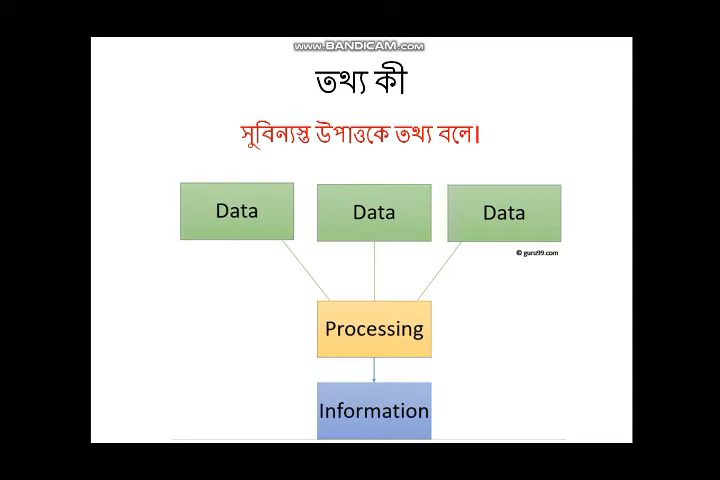 www.BANDICAM.com
তথ্য কী
সুবিন্যস্ত উপাত্তকে তথ্য বলে।
Data Data Data
© guru99.com
Processing
Information